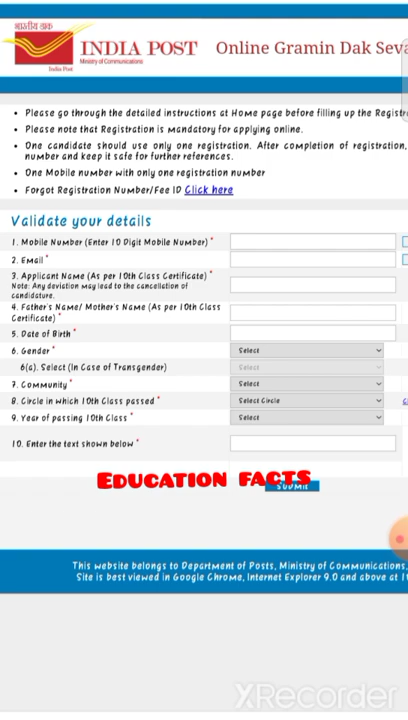 भारतीय डाक
INDIA POST
Ministry of Communications
India Post
Online Gramin Dak
Please go through the detailed instructions at Home page before filling up the
Please note that Registration is mandatory for applying online.
One candidate should use only one registration. After completion of registration,
number and keep it safe for further references.
One Mobile number with only one registration number
Forgot Registration Number/Fee ID Click here
Validate your details
1. Mobile Number (Enter 10 Digit Mobile Number) *
2. Email *
3. Applicant Name (As per 10th Class Certificate) *
Note: Any deviation may lead to the cancellation of
candidature.
4. Father's Name/ Mother's Name (As per 10th Class
Certificate) *
5. Date of Birth *
6. Gender * Select
6(a). Select (In Case of Transgender) Select
7. Community * Select
8. Circle in which 10th Class passed * Select Circle
9. Year of passing 10th Class * Select
10. Enter the text shown below *
EDUCATION FACTS
SUBMIT
This website belongs to Department of Posts, Ministry of Communications,
Site is best viewed in Google Chrome, Internet Explorer 9.0 and above at
XRecorder